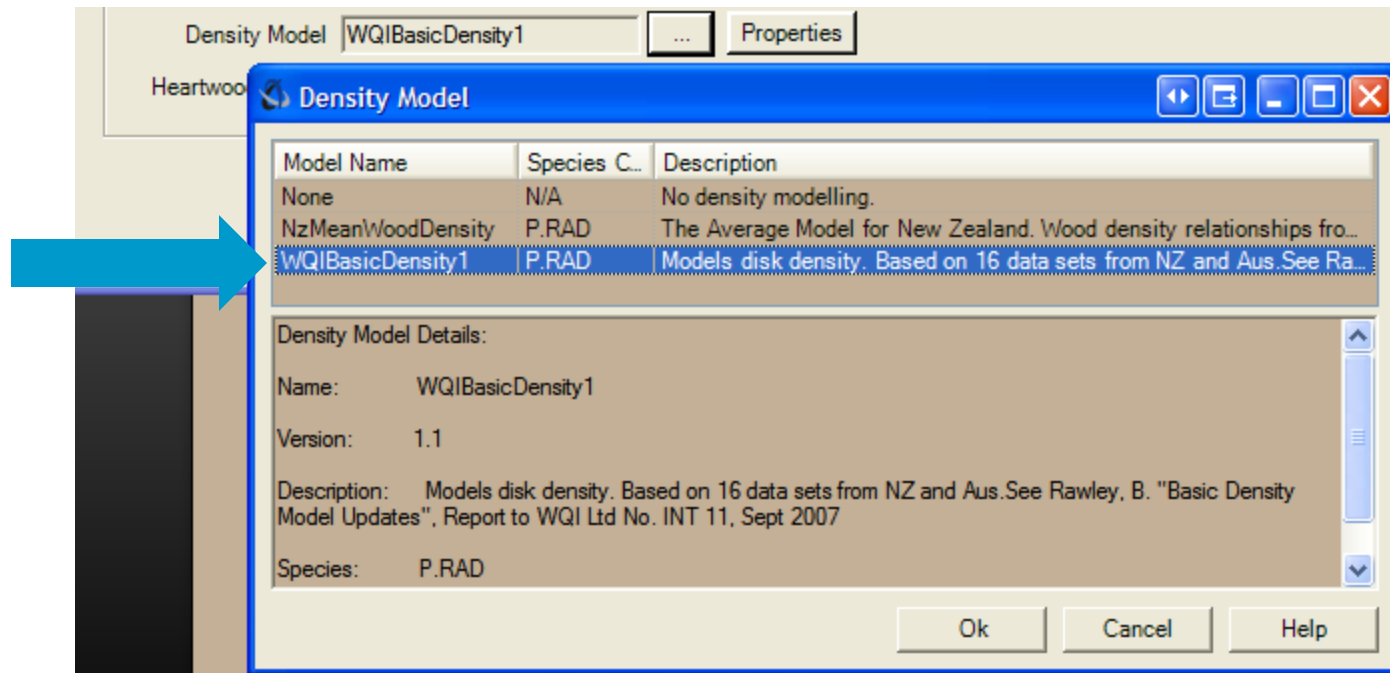 Density Model WQIBasicDensity1 ... Properties
Heartwoo
Density Model
Model Name Species C... Description
None N/A No density modelling.
NzMeanWoodDensity P.RAD The Average Model for New Zealand. Wood density relationships fro...
WQIBasicDensity1 P.RAD Models disk density. Based on 16 data sets from NZ and Aus.See Ra...
Density Model Details:
Name: WQIBasicDensity1
Version: 1.1
Description: Models disk density. Based on 16 data sets from NZ and Aus.See Rawley, B. "Basic Density
Model Updates", Report to WQI Ltd No. INT 11, Sept 2007
Species: P.RAD
Ok Cancel Help